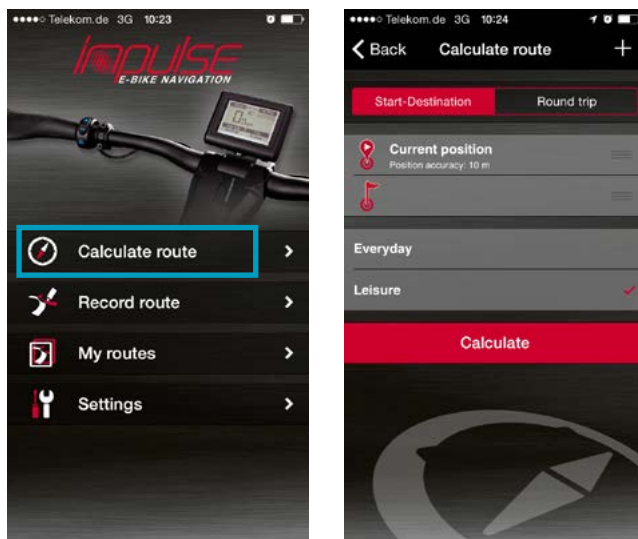 Telekom.de 3G 10:23
impulse
E-BIKE NAVIGATION
Calculate route
Record route
My routes
Settings
Telekom.de 3G 10:24
Back Calculate route +
Start-Destination Round trip
Current position
Position accuracy: 10 m
Everyday
Leisure
Calculate